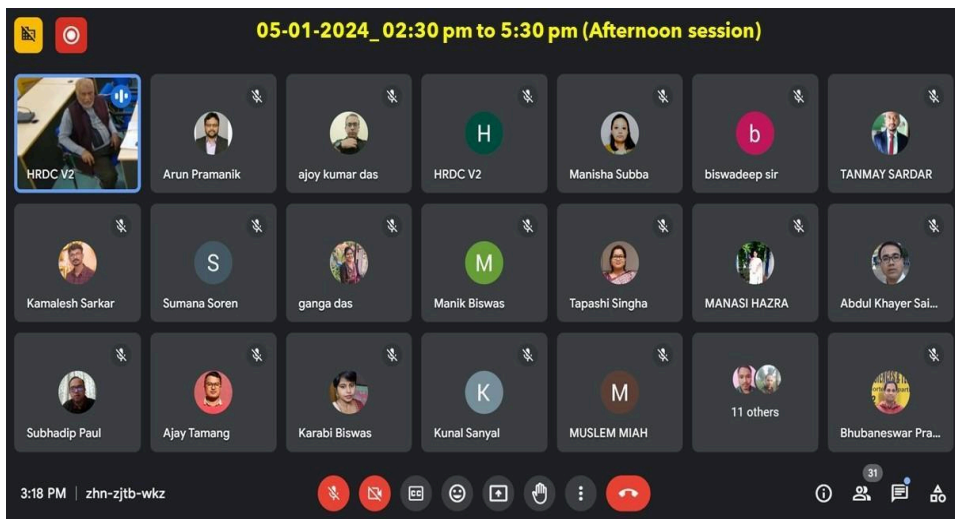 05-01-2024_02:30 pm to 5:30 pm (Afternoon session)
HRDC V2
Arun Pramanik
ajoy kumar das
H
HRDC V2
Manisha Subba
b
biswadeep sir
TANMAY SARDAR
Kamalesh Sarkar
S
Sumana Soren
ganga das
M
Manik Biswas
Tapashi Singha
MANASI HAZRA
Abdul Khayer Sai...
Subhadip Paul
Ajay Tamang
Karabi Biswas
K
Kunal Sanyal
M
MUSLEM MIAH
11 others
Bhubaneswar Pra...
3:18 PM | zhn-zjtb-wkz
CC
31